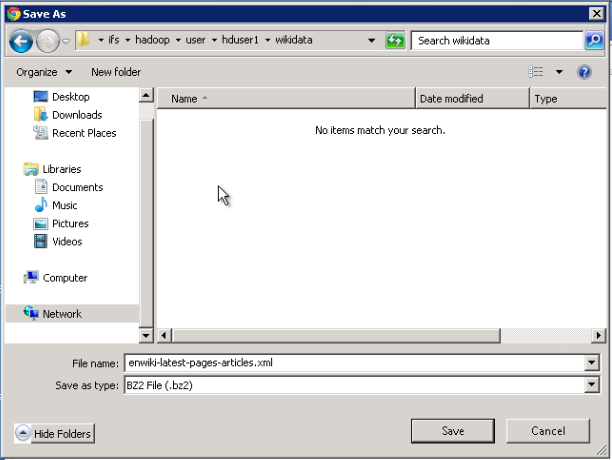 Save As
ifs hadoop user hduser1 wikidata Search wikidata
Organize New folder
Desktop
Downloads
Recent Places
Libraries
Documents
Music
Pictures
Videos
Computer
Network
Name Date modified Type
No items match your search.
File name: enwiki-latest-pages-articles.xml
Save as type: BZ2 File (.bz2)
Hide Folders Save Cancel